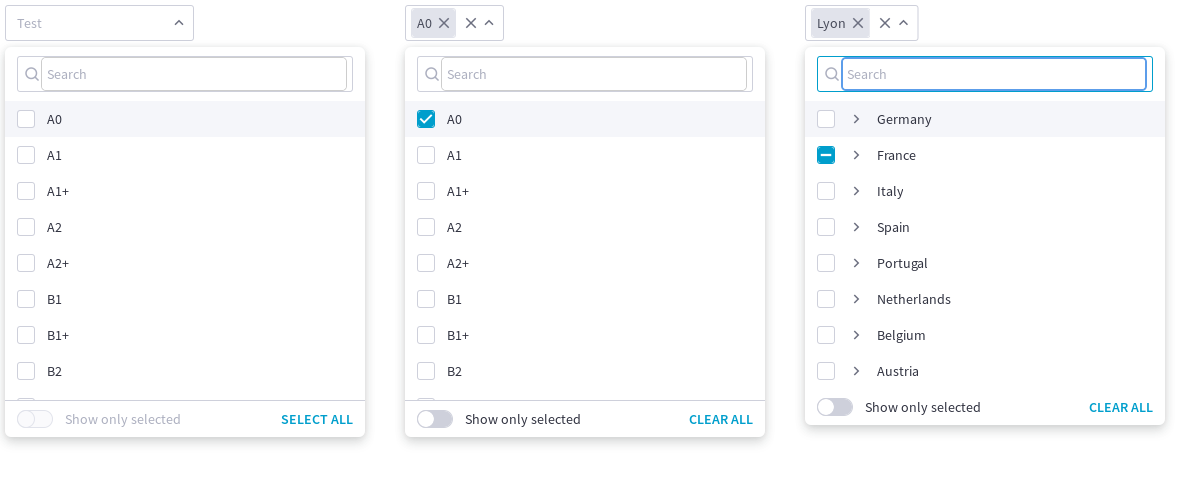 Test
Search
A0
A1
A1+
A2
A2+
B1
B1+
B2
Show only selected
SELECT ALL
A0
Search
A0
A1
A1+
A2
A2+
B1
B1+
B2
Show only selected
CLEAR ALL
Lyon
Search
Germany
France
Italy
Spain
Portugal
Netherlands
Belgium
Austria
Show only selected
CLEAR ALL